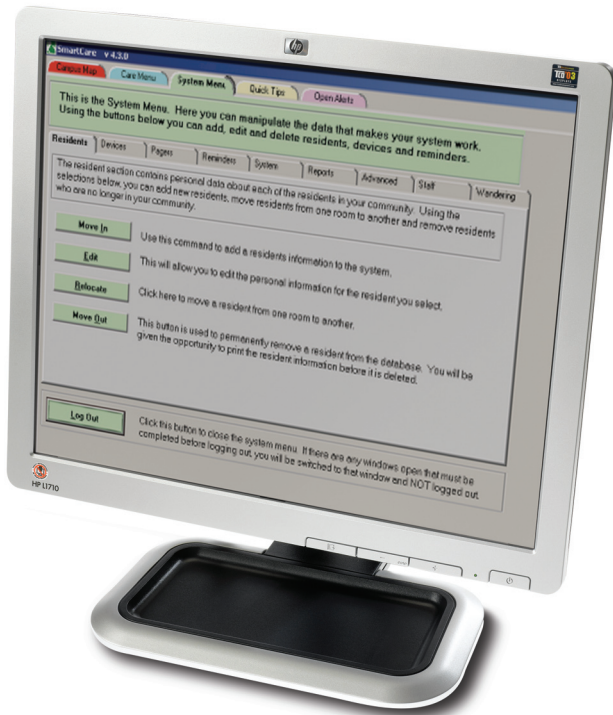 hp
TCO'03
SmartCare v 4.3.0
Campus Map
Care Menu
System Menu
Quick Tips
Open Alerts
This is the System Menu. Here you can manipulate the data that makes your system work.
Using the buttons below you can add, edit and delete residents, devices and reminders.
Residents
Devices
Pagers
Reminders
System
Reports
Advanced
Staff
Wandering
The resident section contains personal data about each of the residents in your community. Using the
selections below, you can add new residents, move residents from one room to another and remove residents
who are no longer in your community.
Move In
Use this command to add a residents information to the system.
Edit
This will allow you to edit the personal information for the resident you select.
Relocate
Click here to move a resident from one room to another.
Move Out
This button is used to permanently remove a resident from the database. You will be
given the opportunity to print the resident information before it is deleted.
Log Out
Click this button to close the system menu. If there are any windows open that must be
completed before logging out, you will be switched to that window and NOT logged out.
HP L1710